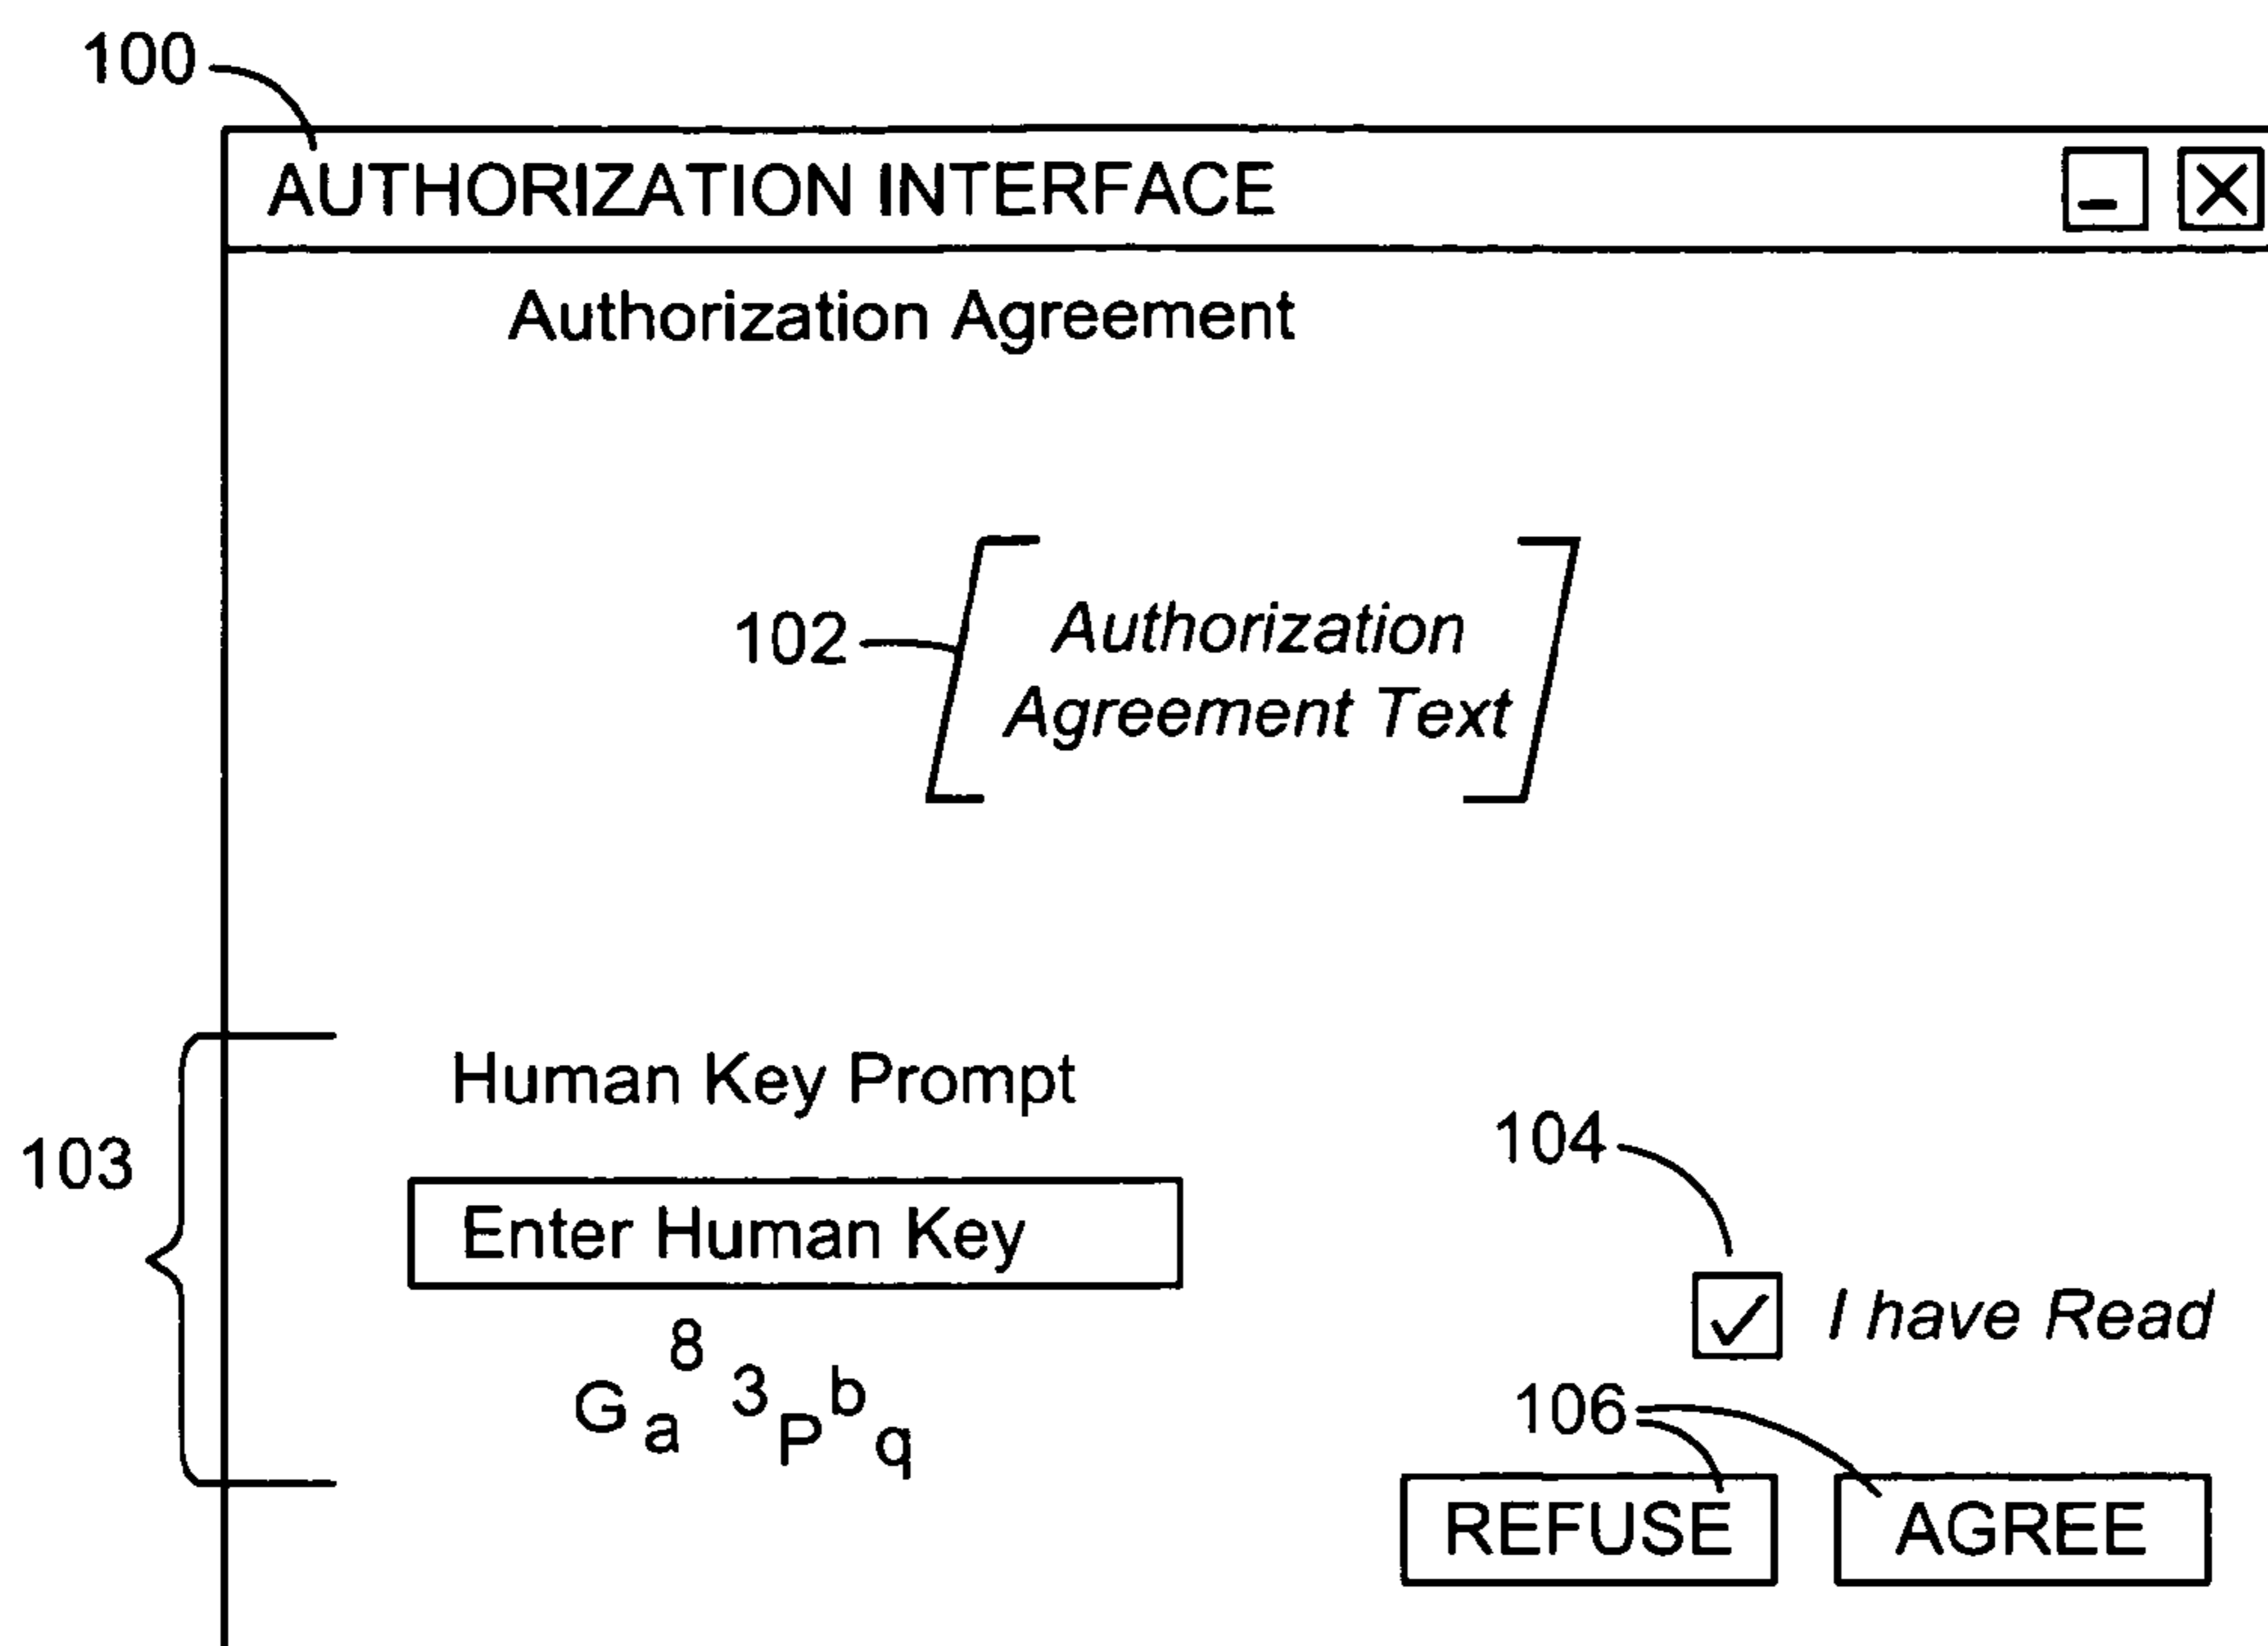 100
AUTHORIZATION INTERFACE
Authorization Agreement
102
Authorization
Agreement Text
Human Key Prompt
103
104
Enter Human Key
I have Read
G a 8 3 P b q
106
REFUSE
AGREE